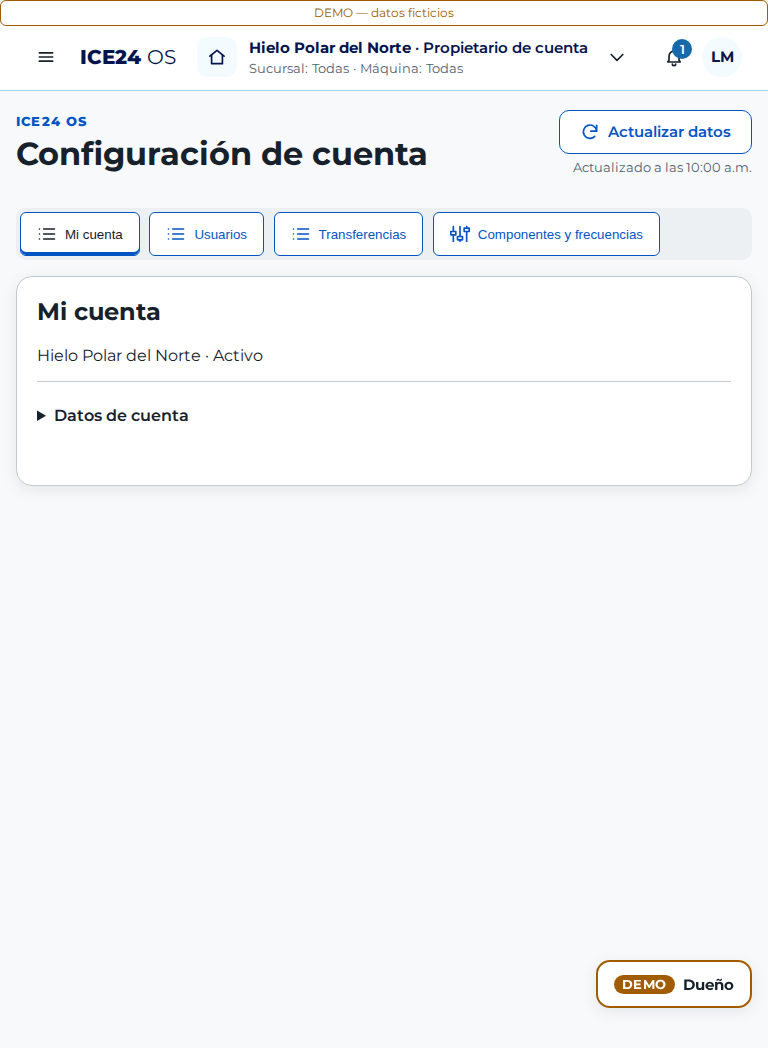 DEMO — datos ficticios
ICE24 OS
Hielo Polar del Norte · Propietario de cuenta
Sucursal: Todas · Máquina: Todas
1
LM
ICE24 OS
Configuración de cuenta
Actualizar datos
Actualizado a las 10:00 a.m.
Mi cuenta
Usuarios
Transferencias
Componentes y frecuencias
Mi cuenta
Hielo Polar del Norte · Activo
Datos de cuenta
DEMO Dueño